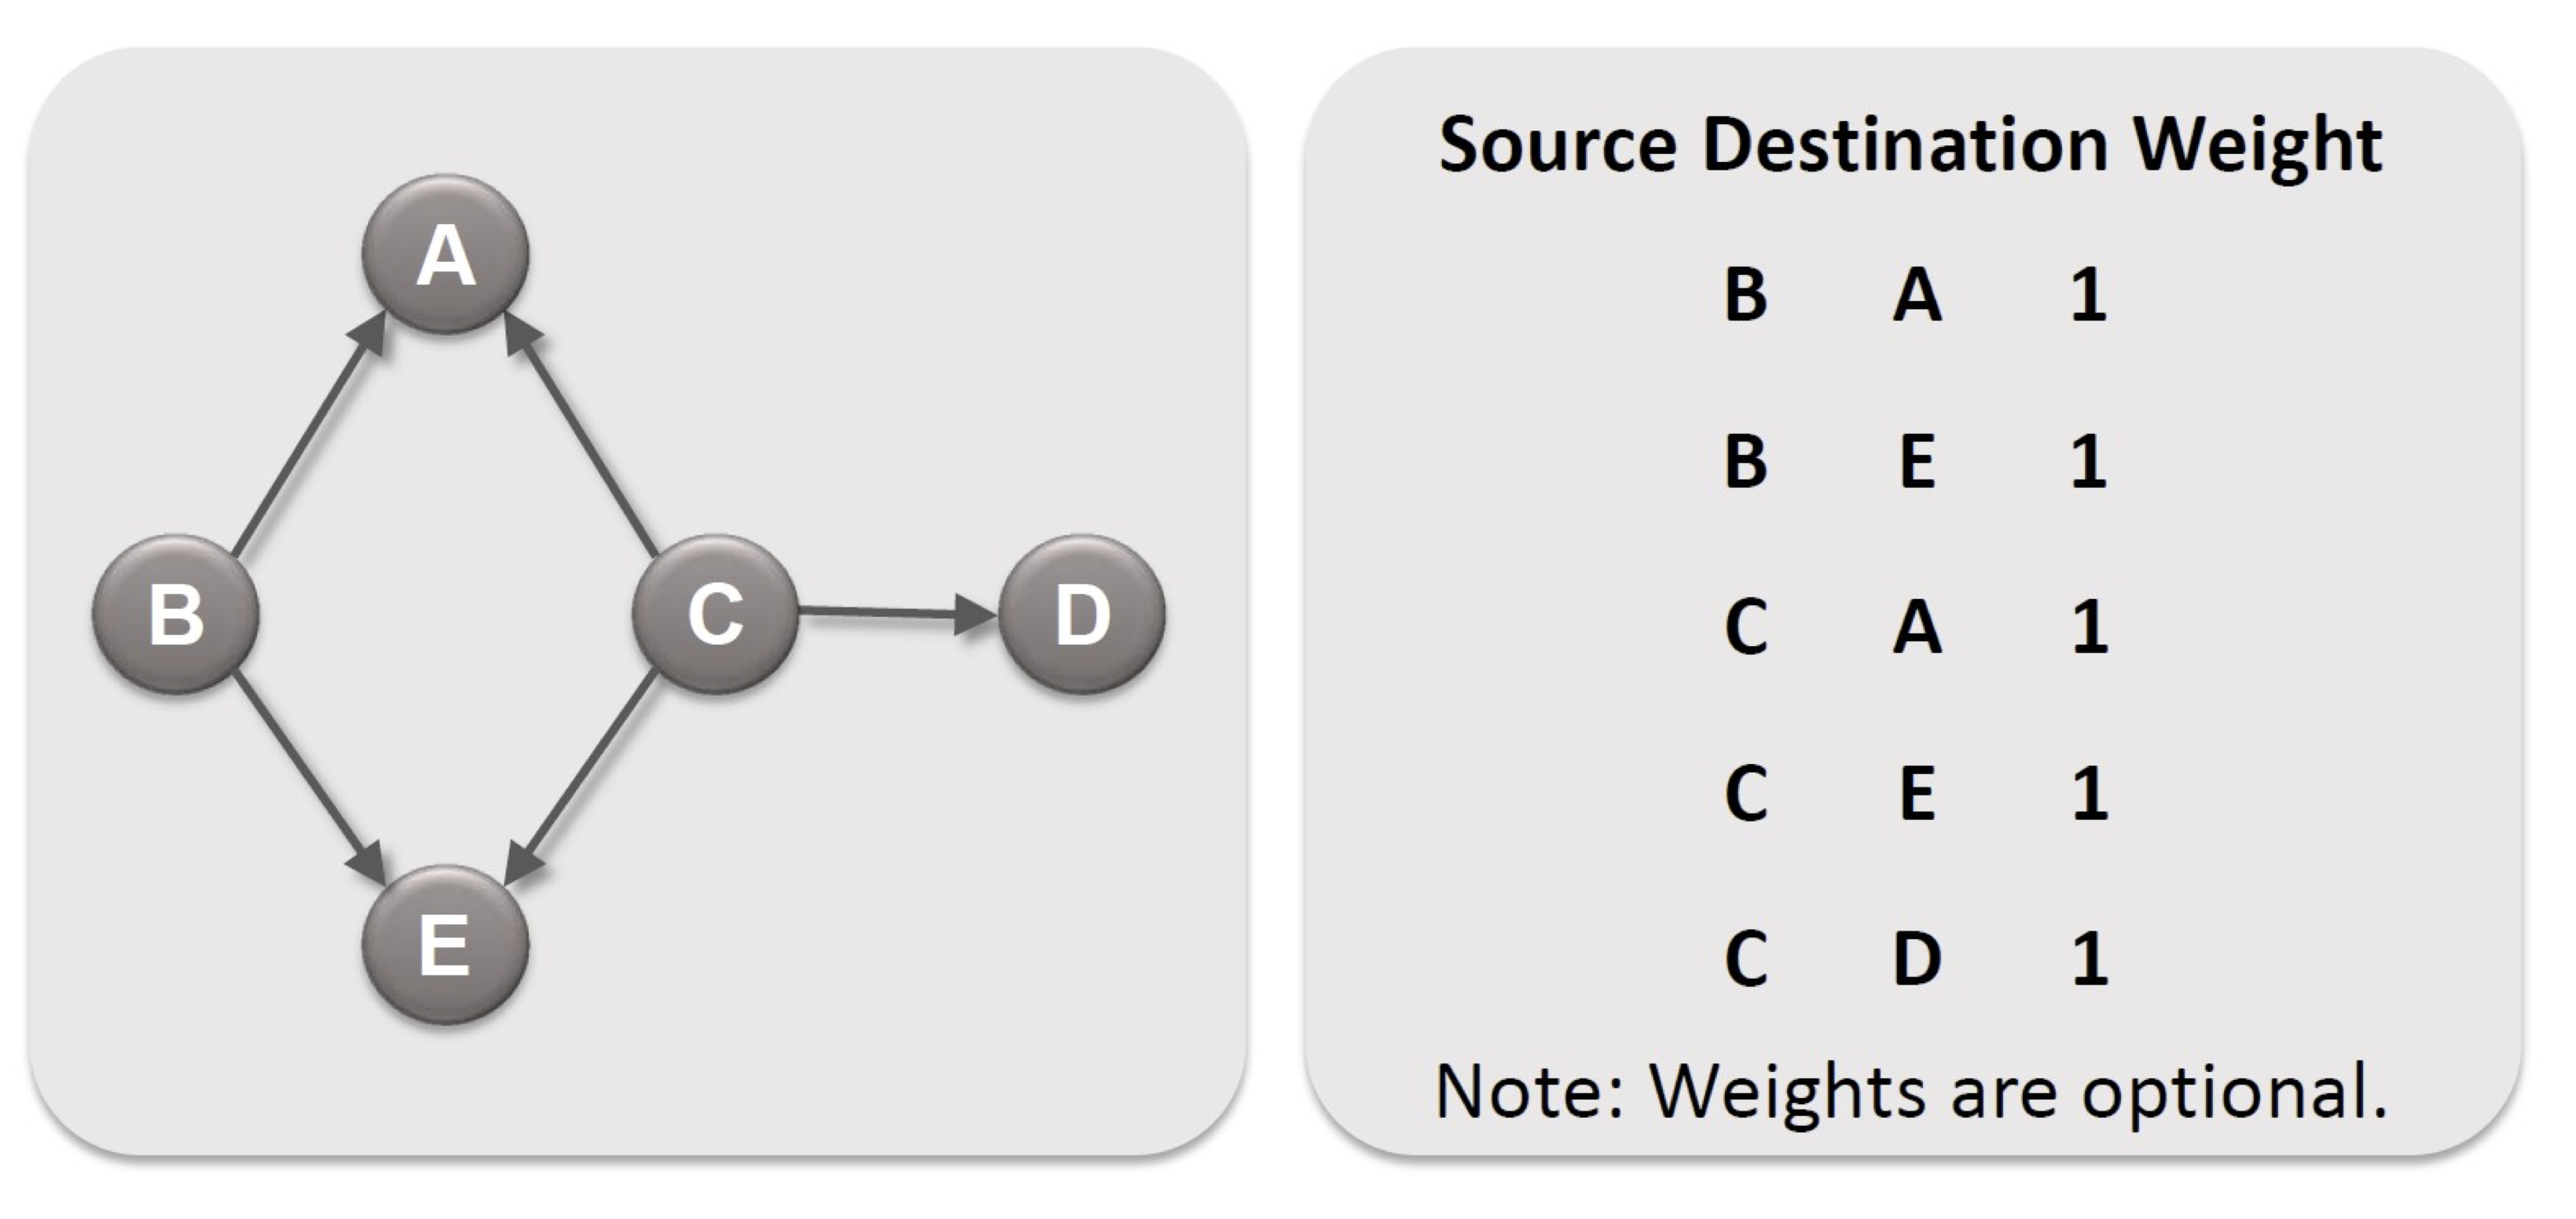 A
B
C
D
E
Source Destination Weight
B A 1
B E 1
C A 1
C E 1
C D 1
Note: Weights are optional.